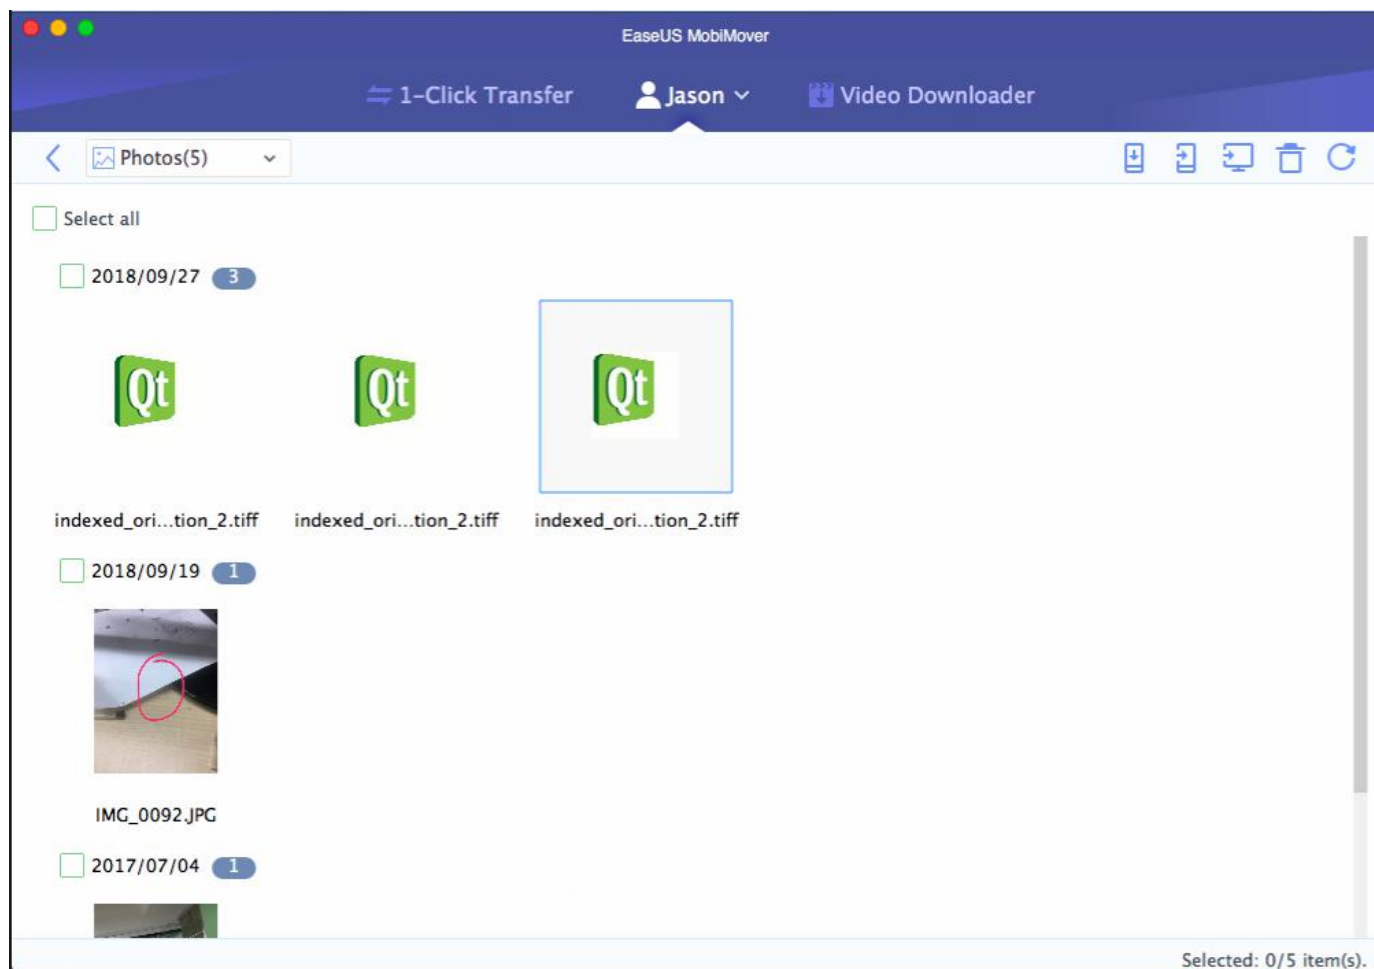 EaseUS MobiMover
1-Click Transfer Jason Video Downloader
Photos(5)
Select all
2018/09/27 3
Qt Qt Qt
indexed_ori...tion_2.tiff indexed_ori...tion_2.tiff indexed_ori...tion_2.tiff
2018/09/19 1
IMG_0092.JPG
2017/07/04 1
Selected: 0/5 item(s).